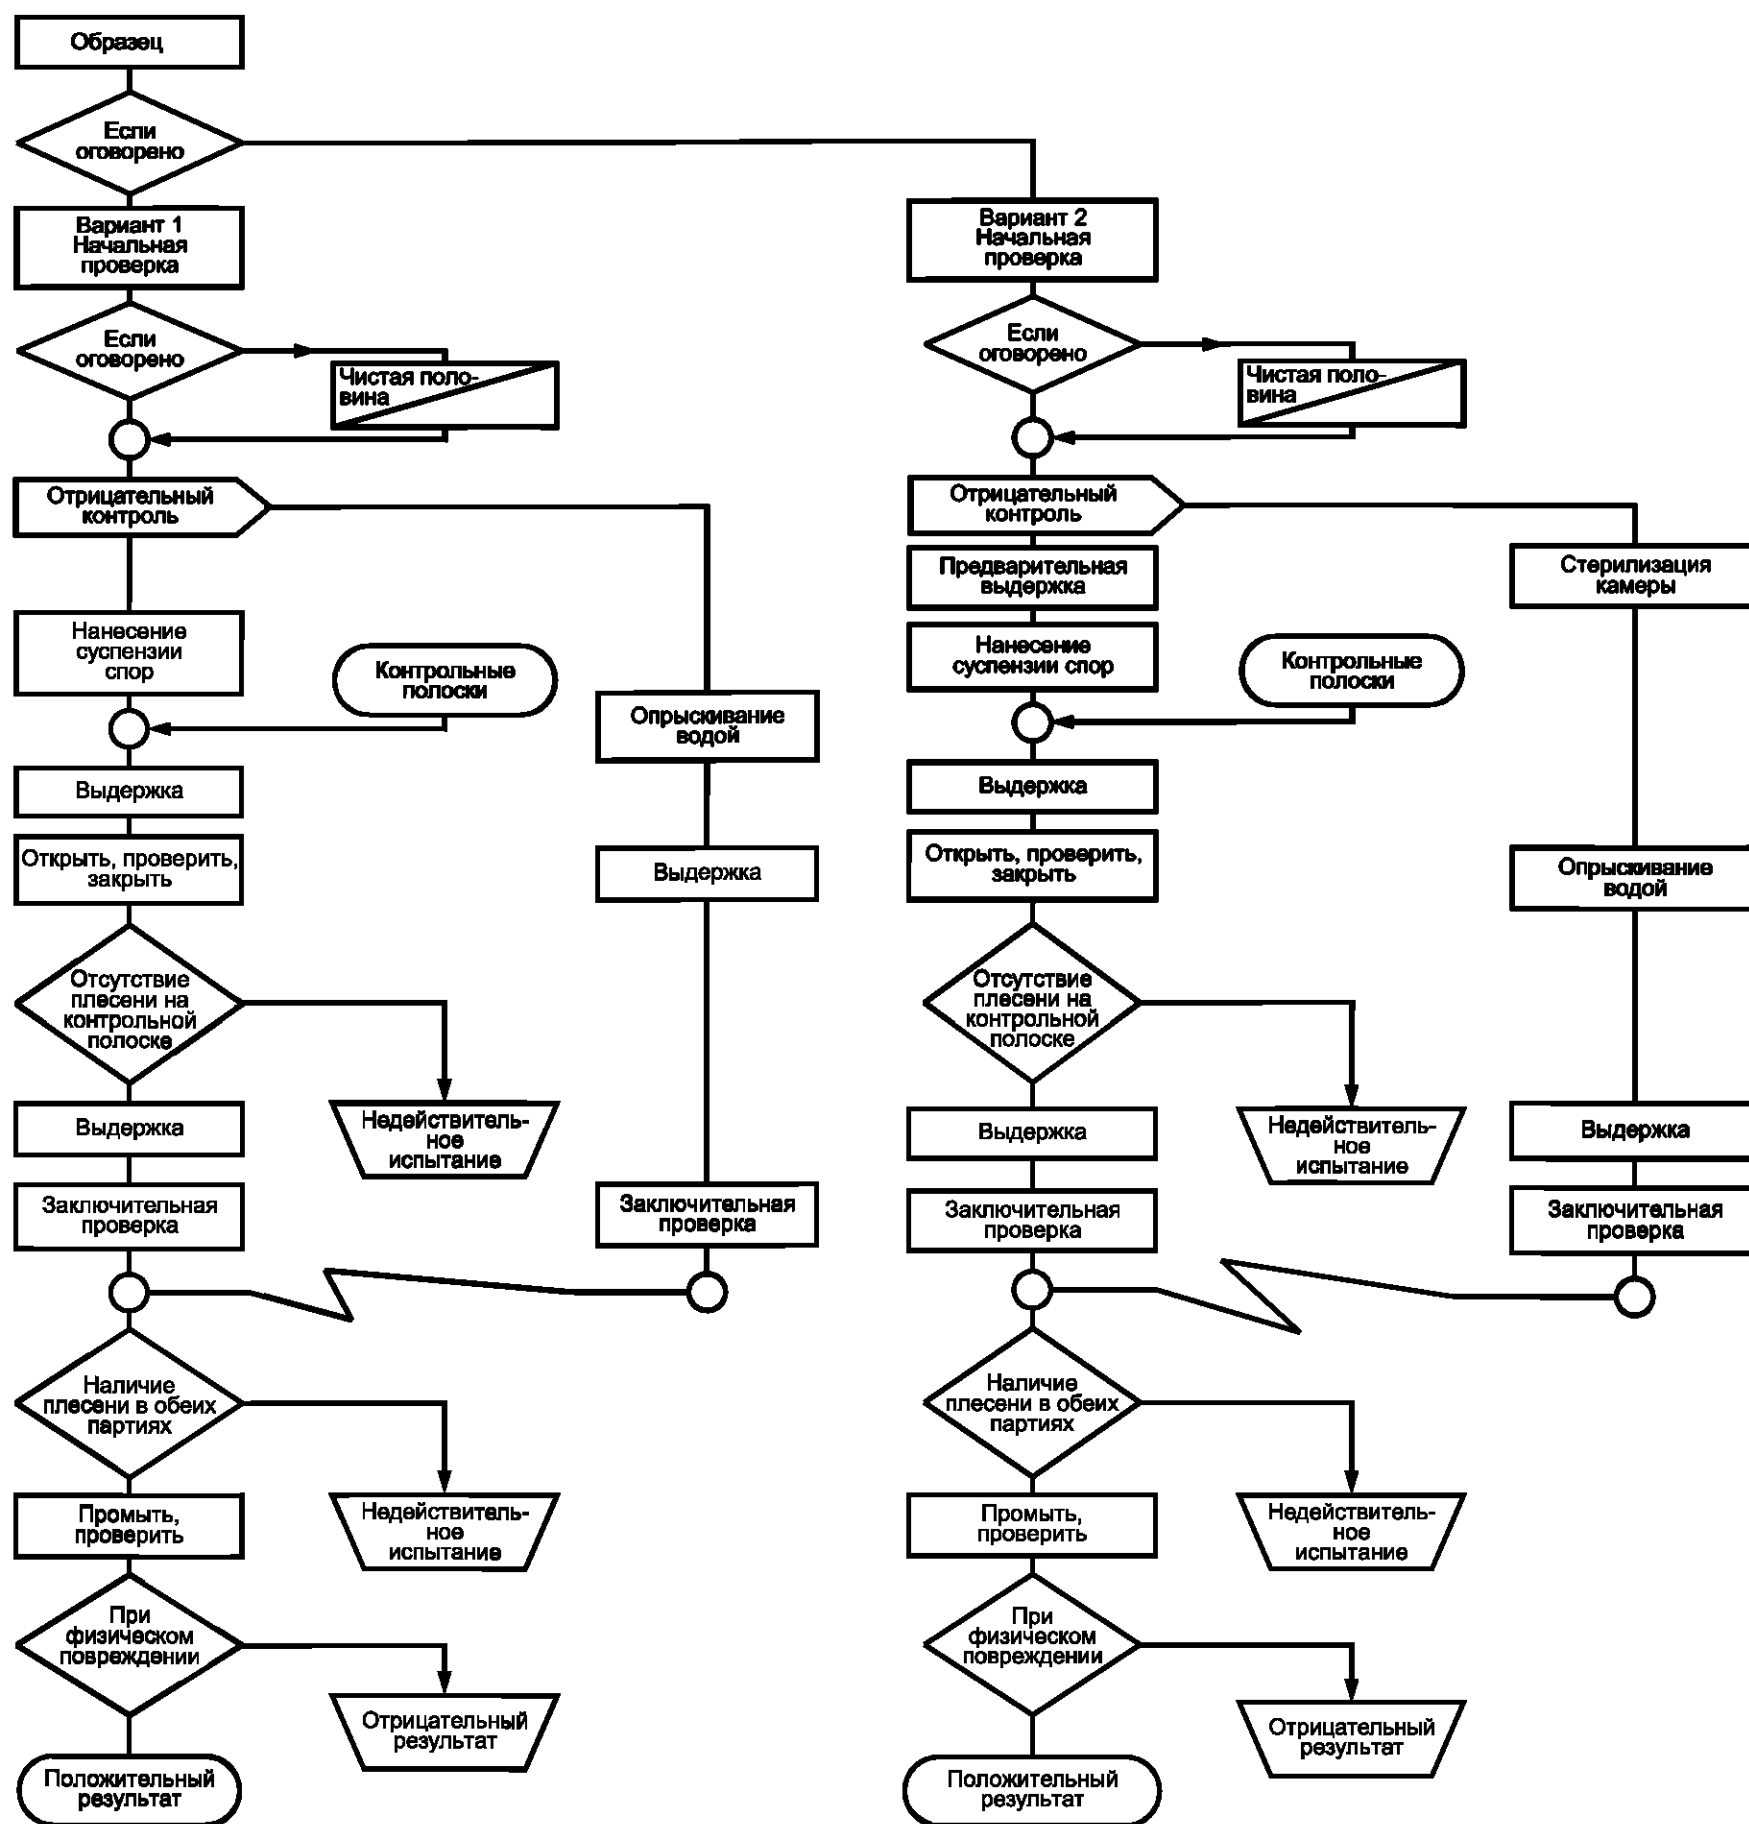 Образец
Если
оговорено
Вариант 1
Начальная
проверка
Если
оговорено
Чистая поло-
вина
Отрицательный
контроль
Нанесение
суспензии
спор
Контрольные
полоски
Опрыскивание
водой
Выдержка
Открыть, проверить,
закрыть
Выдержка
Отсутствие
плесени на
контрольной
полоске
Выдержка
Недействитель-
ное
испытание
Заключительная
проверка
Заключительная
проверка
Наличие
плесени в обеих
партиях
Промыть,
проверить
Недействитель-
ное
испытание
При
физическом
повреждении
Отрицательный
результат
Положительный
результат
Вариант 2
Начальная
проверка
Если
оговорено
Чистая поло-
вина
Отрицательный
контроль
Предварительная
выдержка
Стерилизация
камеры
Нанесение
суспензии спор
Контрольные
полоски
Выдержка
Открыть, проверить,
закрыть
Опрыскивание
водой
Отсутствие
плесени на
контрольной
полоске
Выдержка
Недействитель-
ное
испытание
Выдержка
Заключительная
проверка
Заключительная
проверка
Наличие
плесени в обеих
партиях
Промыть,
проверить
Недействитель-
ное
испытание
При
физическом
повреждении
Отрицательный
результат
Положительный
результат